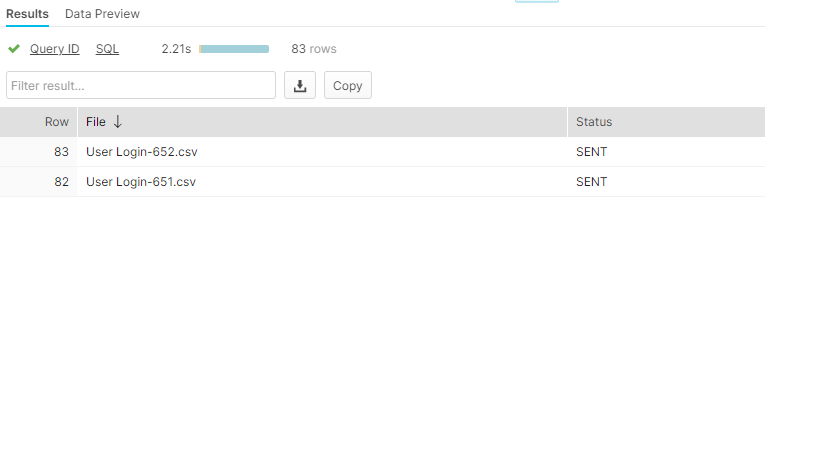 Results Data Preview
Query ID SQL 2.21s 83 rows
Filter result... Copy
Row File Status
83 User Login-652.csv SENT
82 User Login-651.csv SENT